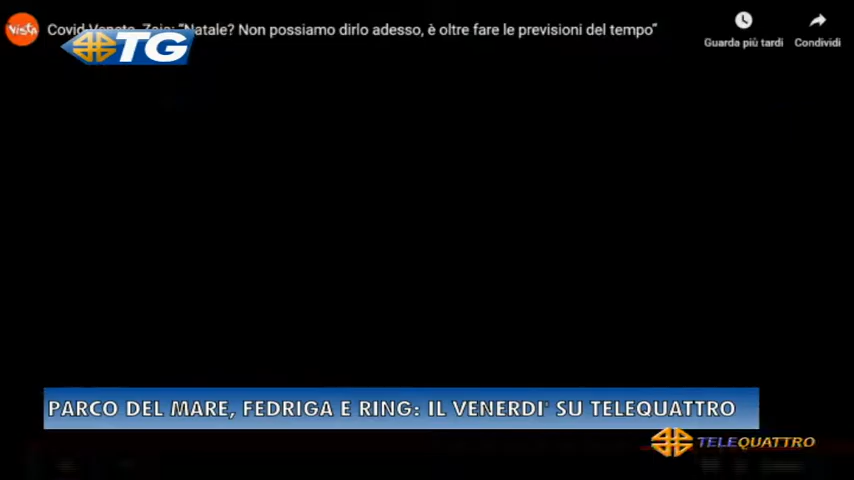 vista
Covid Veneto, Zaia: "Natale? Non possiamo dirlo adesso, è oltre fare le previsioni del tempo"
TG
Guarda più tardi
Condividi
PARCO DEL MARE, FEDRIGA E RING: IL VENERDI' SU TELEQUATTRO
TELEQUATTRO